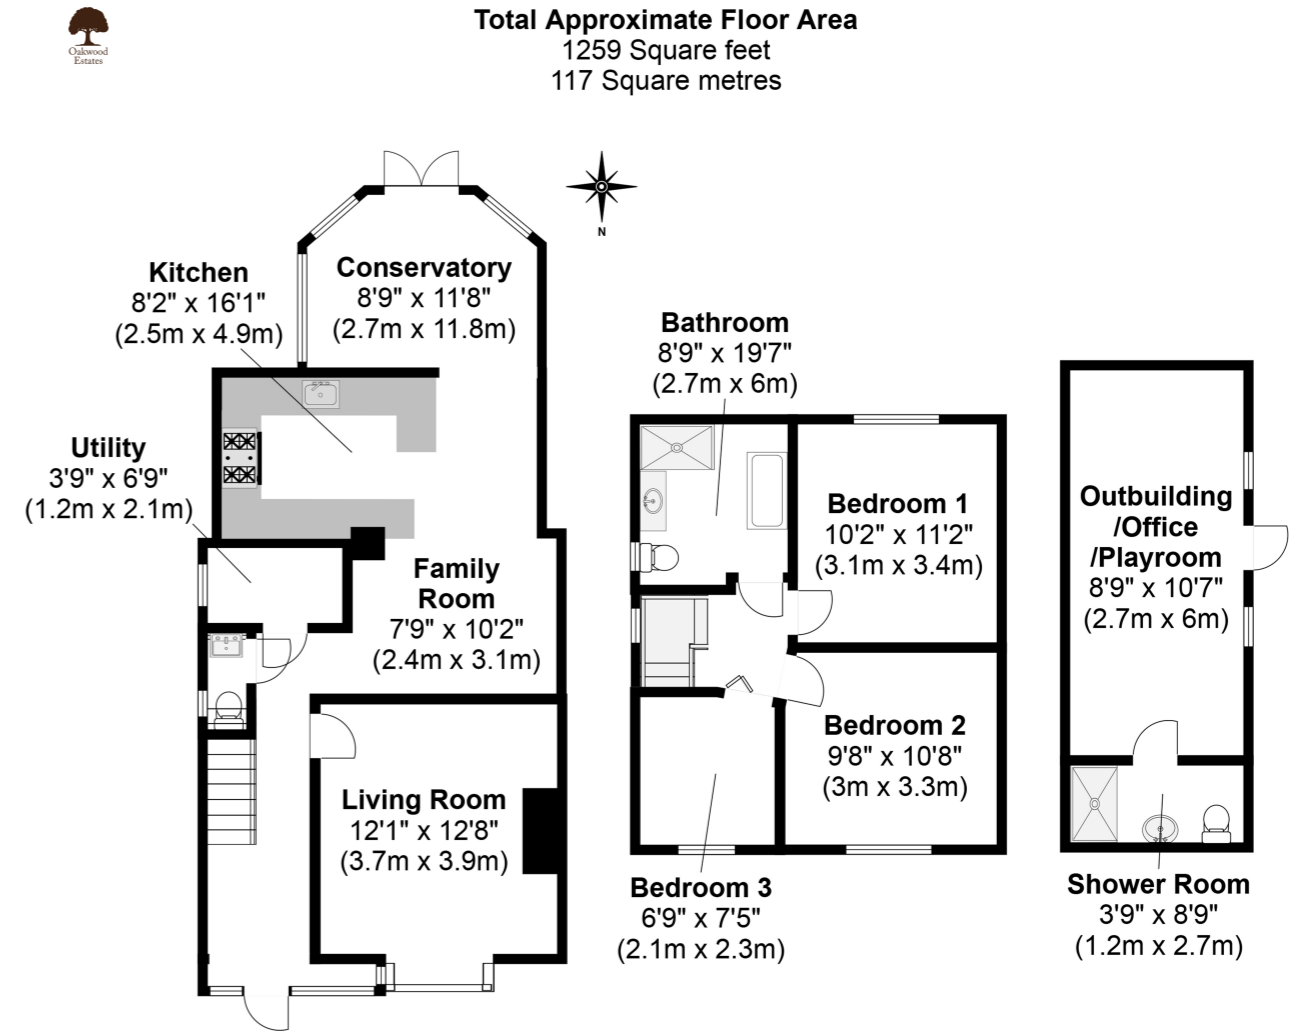 Oakwood
Estates
Total Approximate Floor Area
1259 Square feet
117 Square metres
N
Kitchen
8'2" x 16'1"
(2.5m x 4.9m)
Conservatory
8'9" x 11'8"
(2.7m x 11.8m)
Utility
3'9" x 6'9"
(1.2m x 2.1m)
Family
Room
7'9" x 10'2"
(2.4m x 3.1m)
Living Room
12'1" x 12'8"
(3.7m x 3.9m)
Bathroom
8'9" x 19'7"
(2.7m x 6m)
Bedroom 1
10'2" x 11'2"
(3.1m x 3.4m)
Bedroom 2
9'8" x 10'8"
(3m x 3.3m)
Bedroom 3
6'9" x 7'5"
(2.1m x 2.3m)
Outbuilding
/Office
/Playroom
8'9" x 10'7"
(2.7m x 6m)
Shower Room
3'9" x 8'9"
(1.2m x 2.7m)